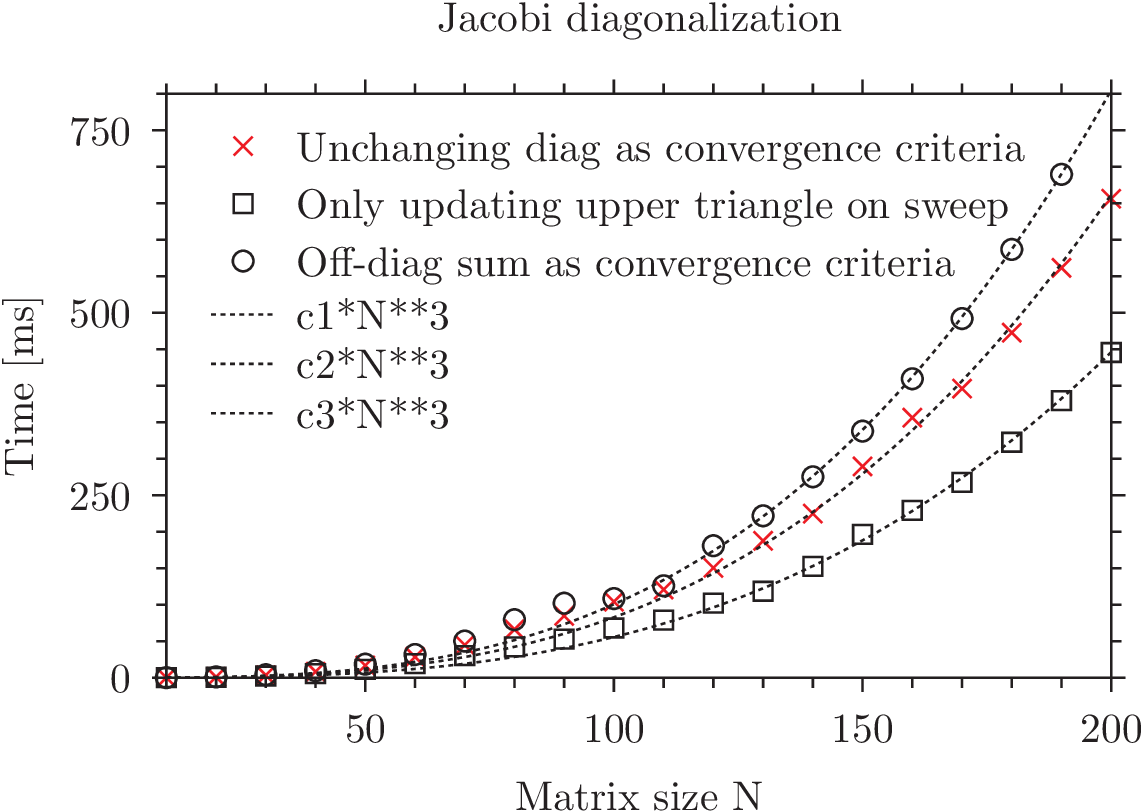 Jacobi diagonalization
750
500
250
0
Time [ms]
Unchanging diag as convergence criteria
Only updating upper triangle on sweep
Off-diag sum as convergence criteria
c1*N**3
c2*N**3
c3*N**3
50 100 150 200
Matrix size N